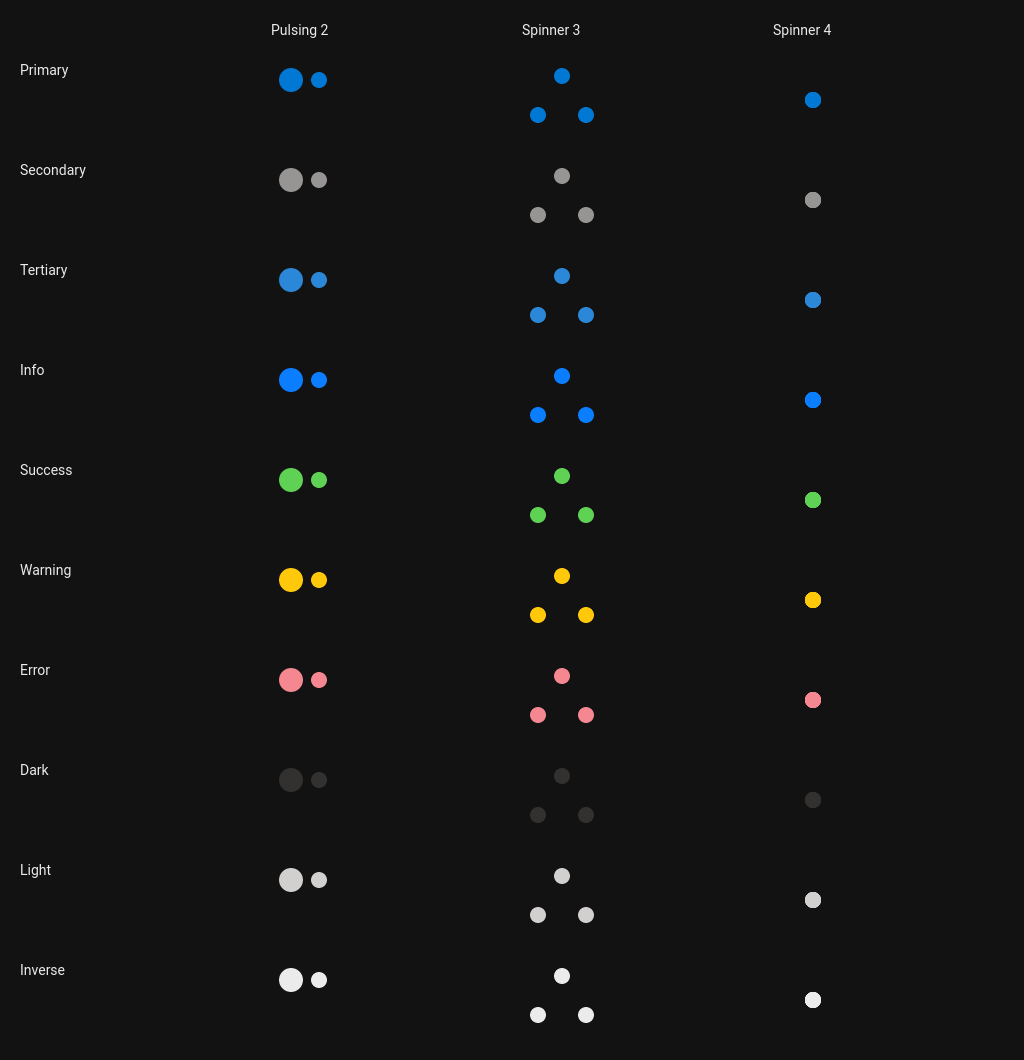 Pulsing 2 Spinner 3 Spinner 4
Primary
Secondary
Tertiary
Info
Success
Warning
Error
Dark
Light
Inverse